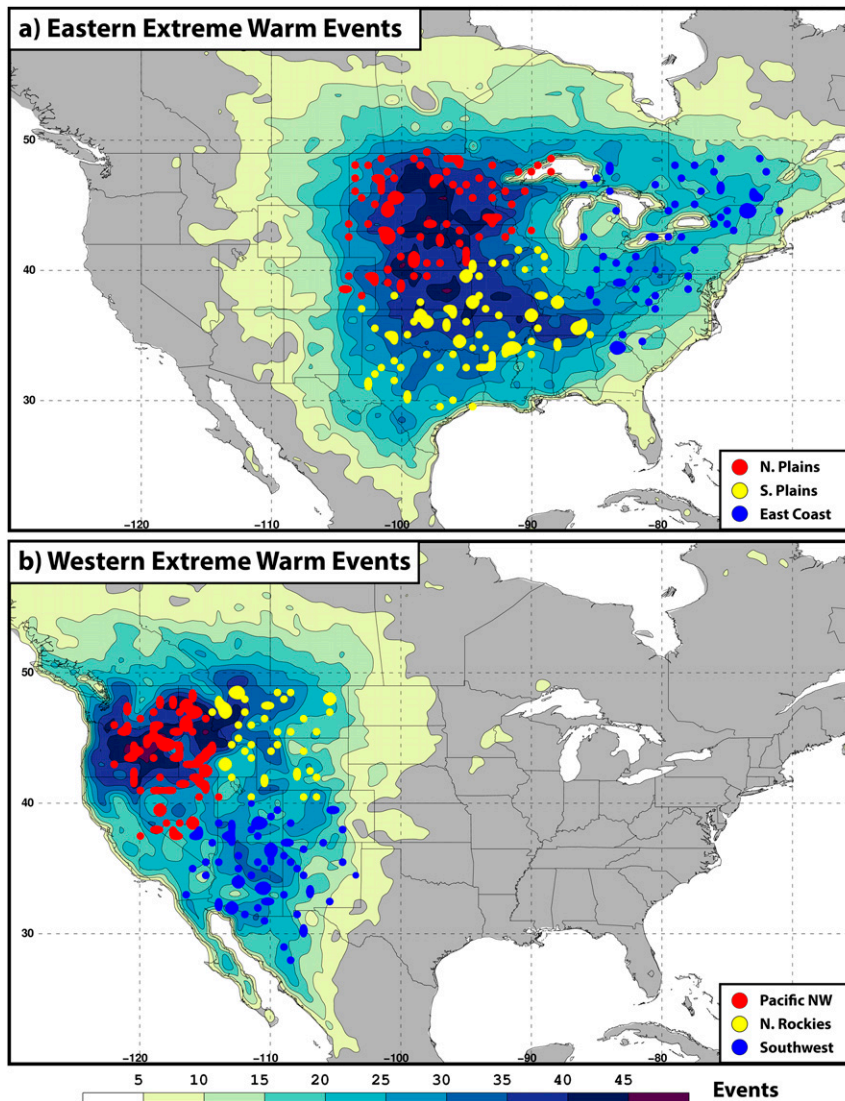 a) Eastern Extreme Warm Events
50
40
30
N. Plains
S. Plains
East Coast
−120 −110 −100 −90 −80
b) Western Extreme Warm Events
50
40
30
Pacific NW
N. Rockies
Southwest
−120 −110 −100 −90 −80
5 10 15 20 25 30 35 40 45
Events